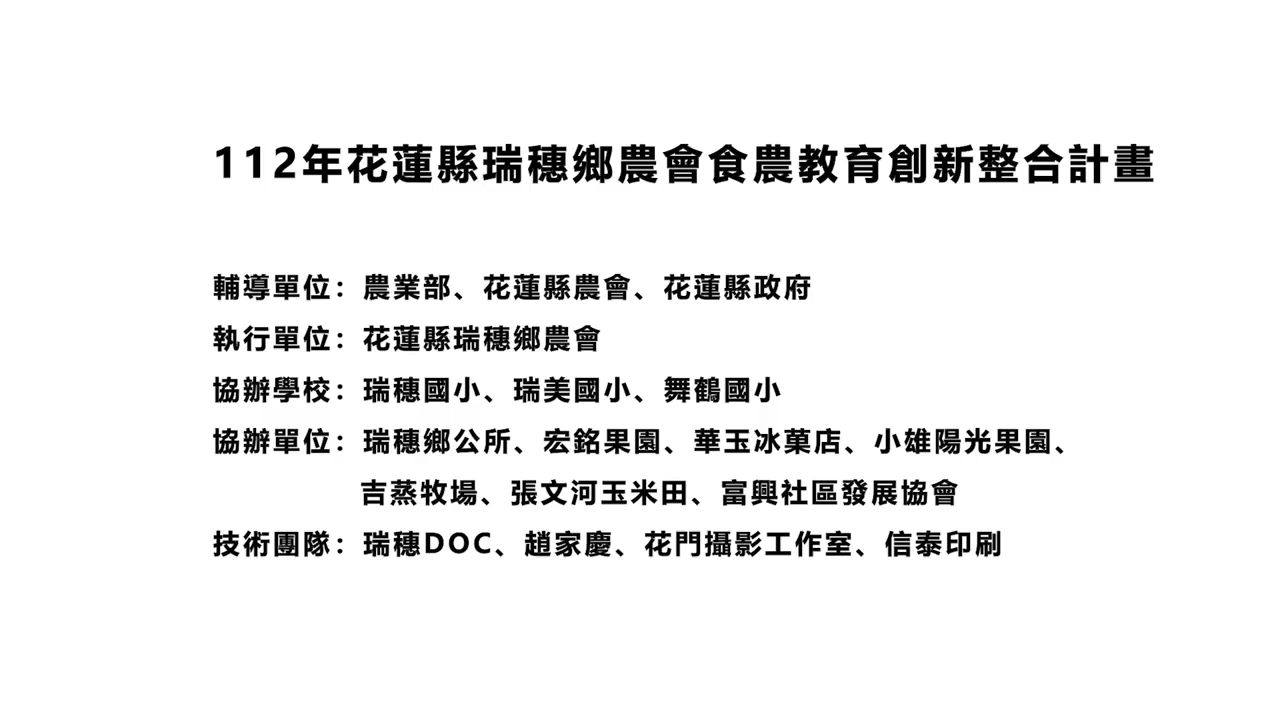 112年花蓮縣瑞穗鄉農會食農教育創新整合計畫
輔導單位：農業部、花蓮縣農會、花蓮縣政府
執行單位：花蓮縣瑞穗鄉農會
協辦學校：瑞穗國小、瑞美國小、舞鶴國小
協辦單位：瑞穗鄉公所、宏銘果園、華玉冰菓店、小雄陽光果園、
吉蒸牧場、張文河玉米田、富興社區發展協會
技術團隊：瑞穗DOC、趙家慶、花門攝影工作室、信泰印刷